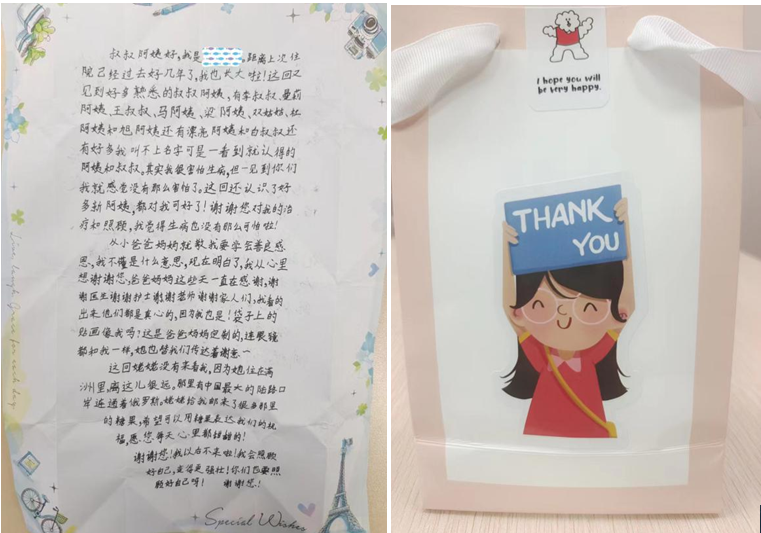 叔叔阿姨好,我是 ,距离上次住
院已经过去好几年了,我也长大啦!这回又
见到好多熟悉的叔叔阿姨,有李叔叔、曼莉
阿姨、王叔叔、马阿姨、梁阿姨、双姑姑、杜
阿姨和旭阿姨还有漂亮阿姨和白叔叔还
有好多我叫不上名字可是一看到就认得的
阿姨和叔叔。其实我很害怕生病,但一见到你们
我就感觉没有那么害怕了。这回还认识了好
多新阿姨,都对我可好了!谢谢您对我的治
疗和照顾,我觉得生病也没有那么可怕啦!
从小爸爸妈妈就教我要学会善良感
恩,我不懂是什么意思,现在明白了,我从心里
想谢谢您,爸爸妈妈这些天一直在感谢,谢
谢医生谢谢护士谢谢老师谢谢家人们,我看的
出来他们都是真心的,因为我也是!袋子上的
贴画像我吗?这是爸爸妈妈定制的,连眼镜
都和我一样,她也替我们传达着谢意~
这回姥姥没有来看我,因为她住在满
洲里离这儿很远。那里有中国最大的陆路口
岸连通着俄罗斯。姥姥给我邮来了很多那里
的糖果,希望可以用糖果表达我们的祝
福,愿您每天心里都甜甜的!
谢谢您!我以后不来啦!我会照顾
好自己,变得更强壮!你们也要照
顾好自己呀! 谢谢您!
Special Wishes
I hope you will
be very happy.
THANK
YOU